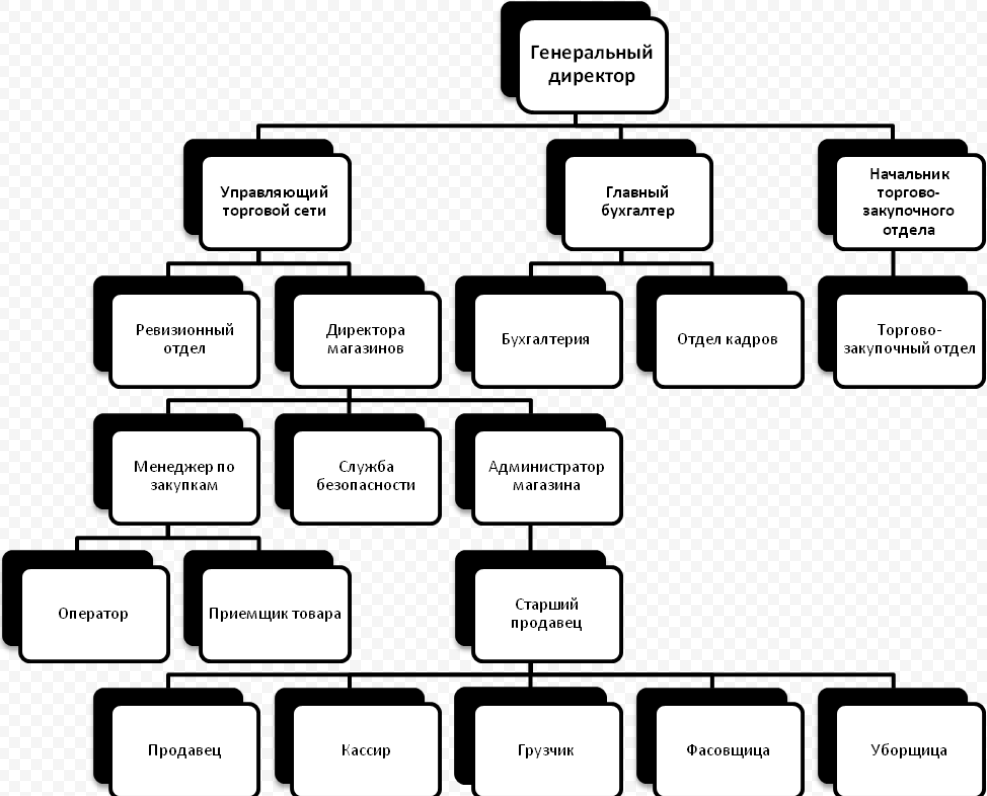 Генеральный
директор
Управляющий
торговой сети
Главный
бухгалтер
Начальник
торгово-
закупочного
отдела
Ревизионный
отдел
Директора
магазинов
Бухгалтерия
Отдел кадров
Торгово-
закупочный отдел
Менеджер по
закупкам
Служба
безопасности
Администратор
магазина
Оператор
Приемщик товара
Старший
продавец
Продавец
Кассир
Грузчик
Фасовщица
Уборщица